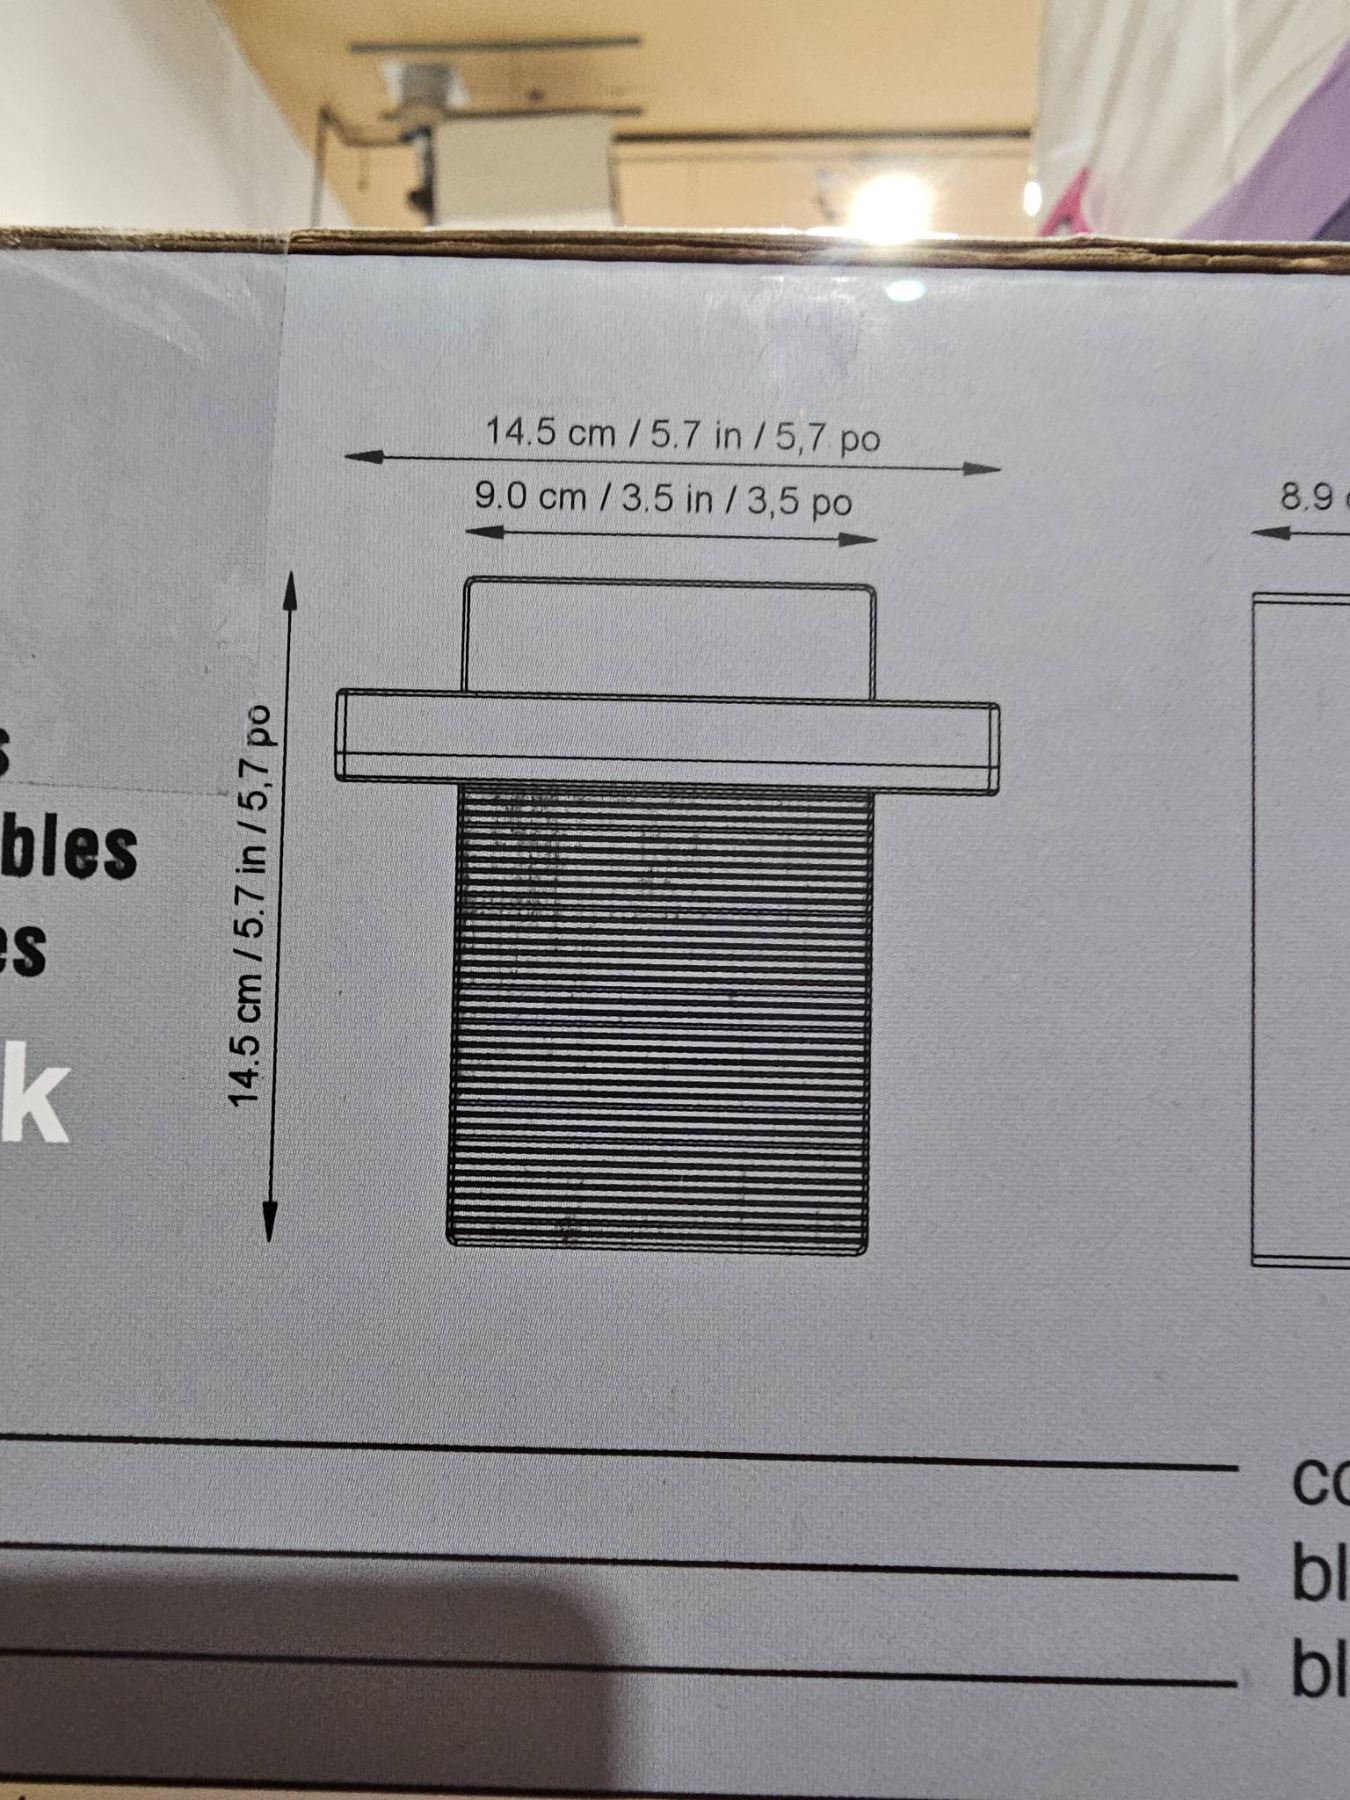 14.5 cm / 5.7 in / 5,7 po
9.0 cm / 3.5 in / 3,5 po
8.9
14.5 cm / 5.7 in / 5,7 po
s
bles
es
k
co
bl
bl